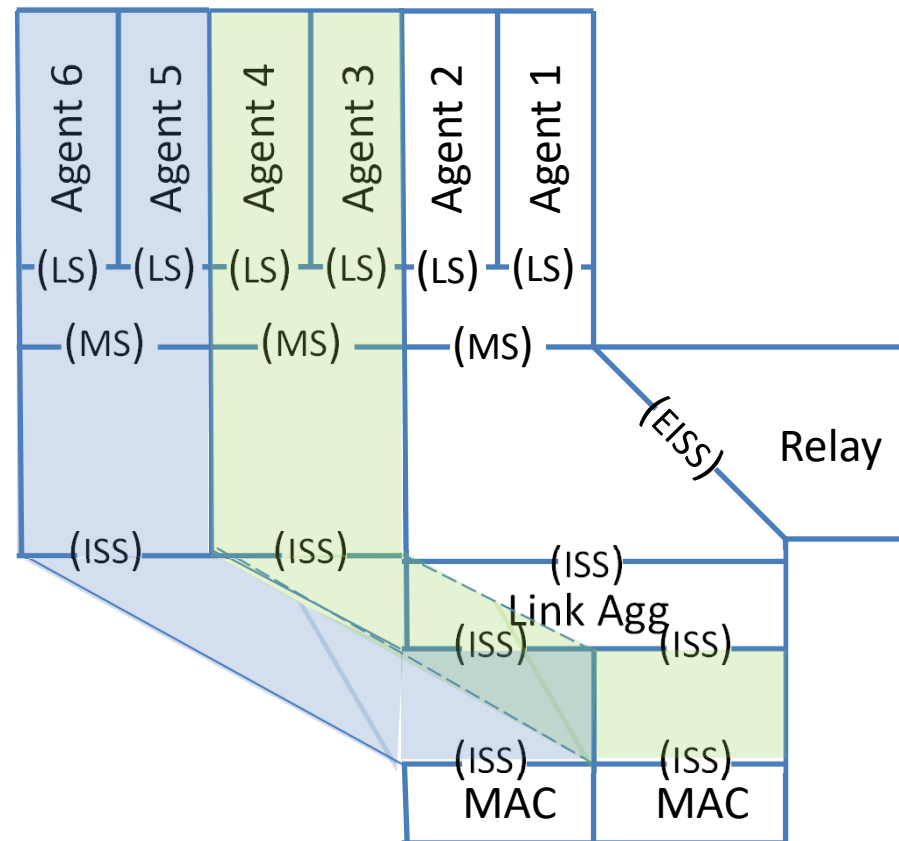 Agent 6
Agent 5
Agent 4
Agent 3
Agent 2
Agent 1
(LS)
(LS)
(LS)
(LS)
(LS)
(LS)
(MS)
(MS)
(MS)
(EISS)
Relay
(ISS)
(ISS)
(ISS)
Link Agg
(ISS)
(ISS)
(ISS)
(ISS)
MAC
MAC